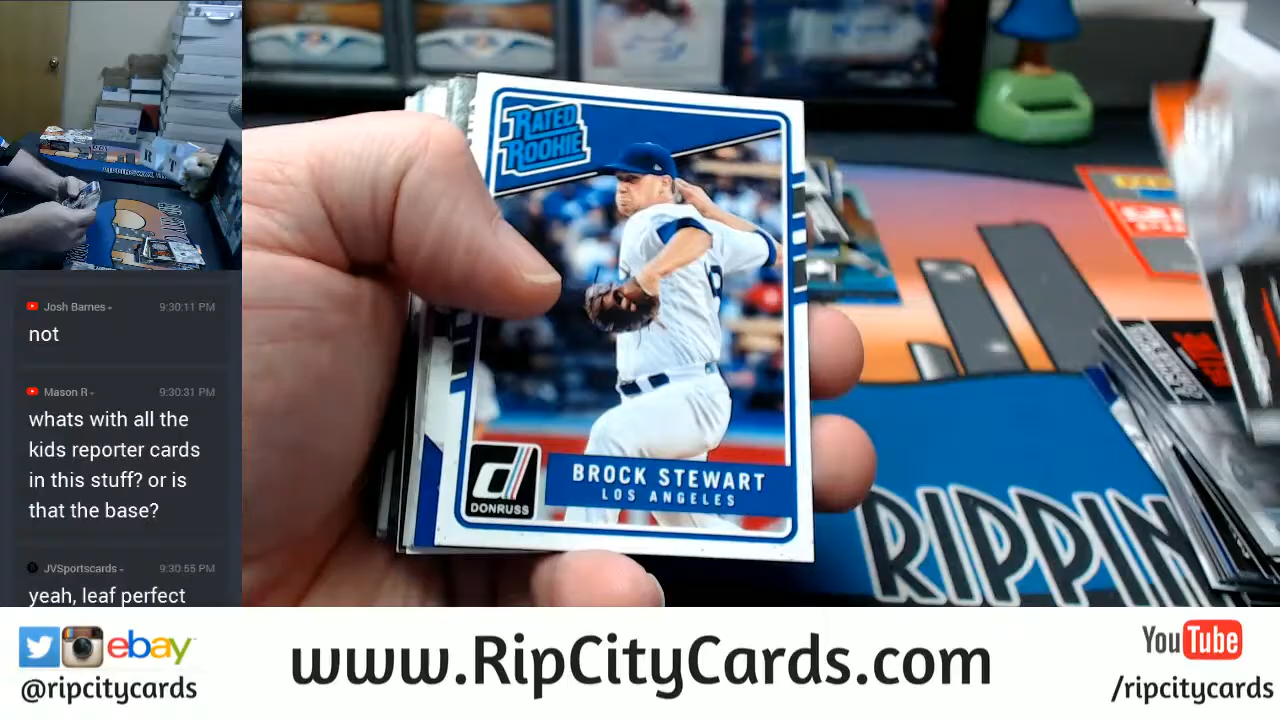 RATED
ROOKIE
BROCK STEWART
LOS ANGELES
DONRUSS
RIPPIN
Josh Barnes
9:30:11 PM
not
Mason R
9:30:31 PM
whats with all the
kids reporter cards
in this stuff? or is
that the base?
JVSportscards
9:30:55 PM
yeah, leaf perfect
ebay
@ripcitycards
www.RipCityCards.com
YouTube
/ripcitycards